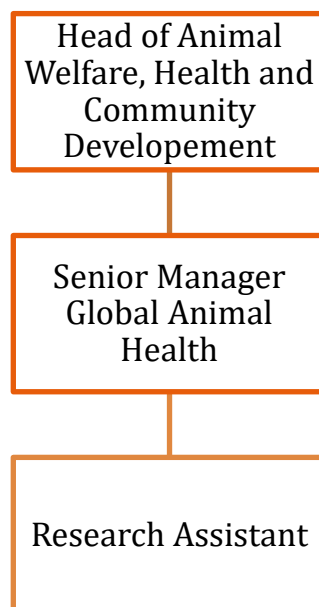 Head of Animal
Welfare, Health and
Community
Developement
Senior Manager
Global Animal
Health
Research Assistant